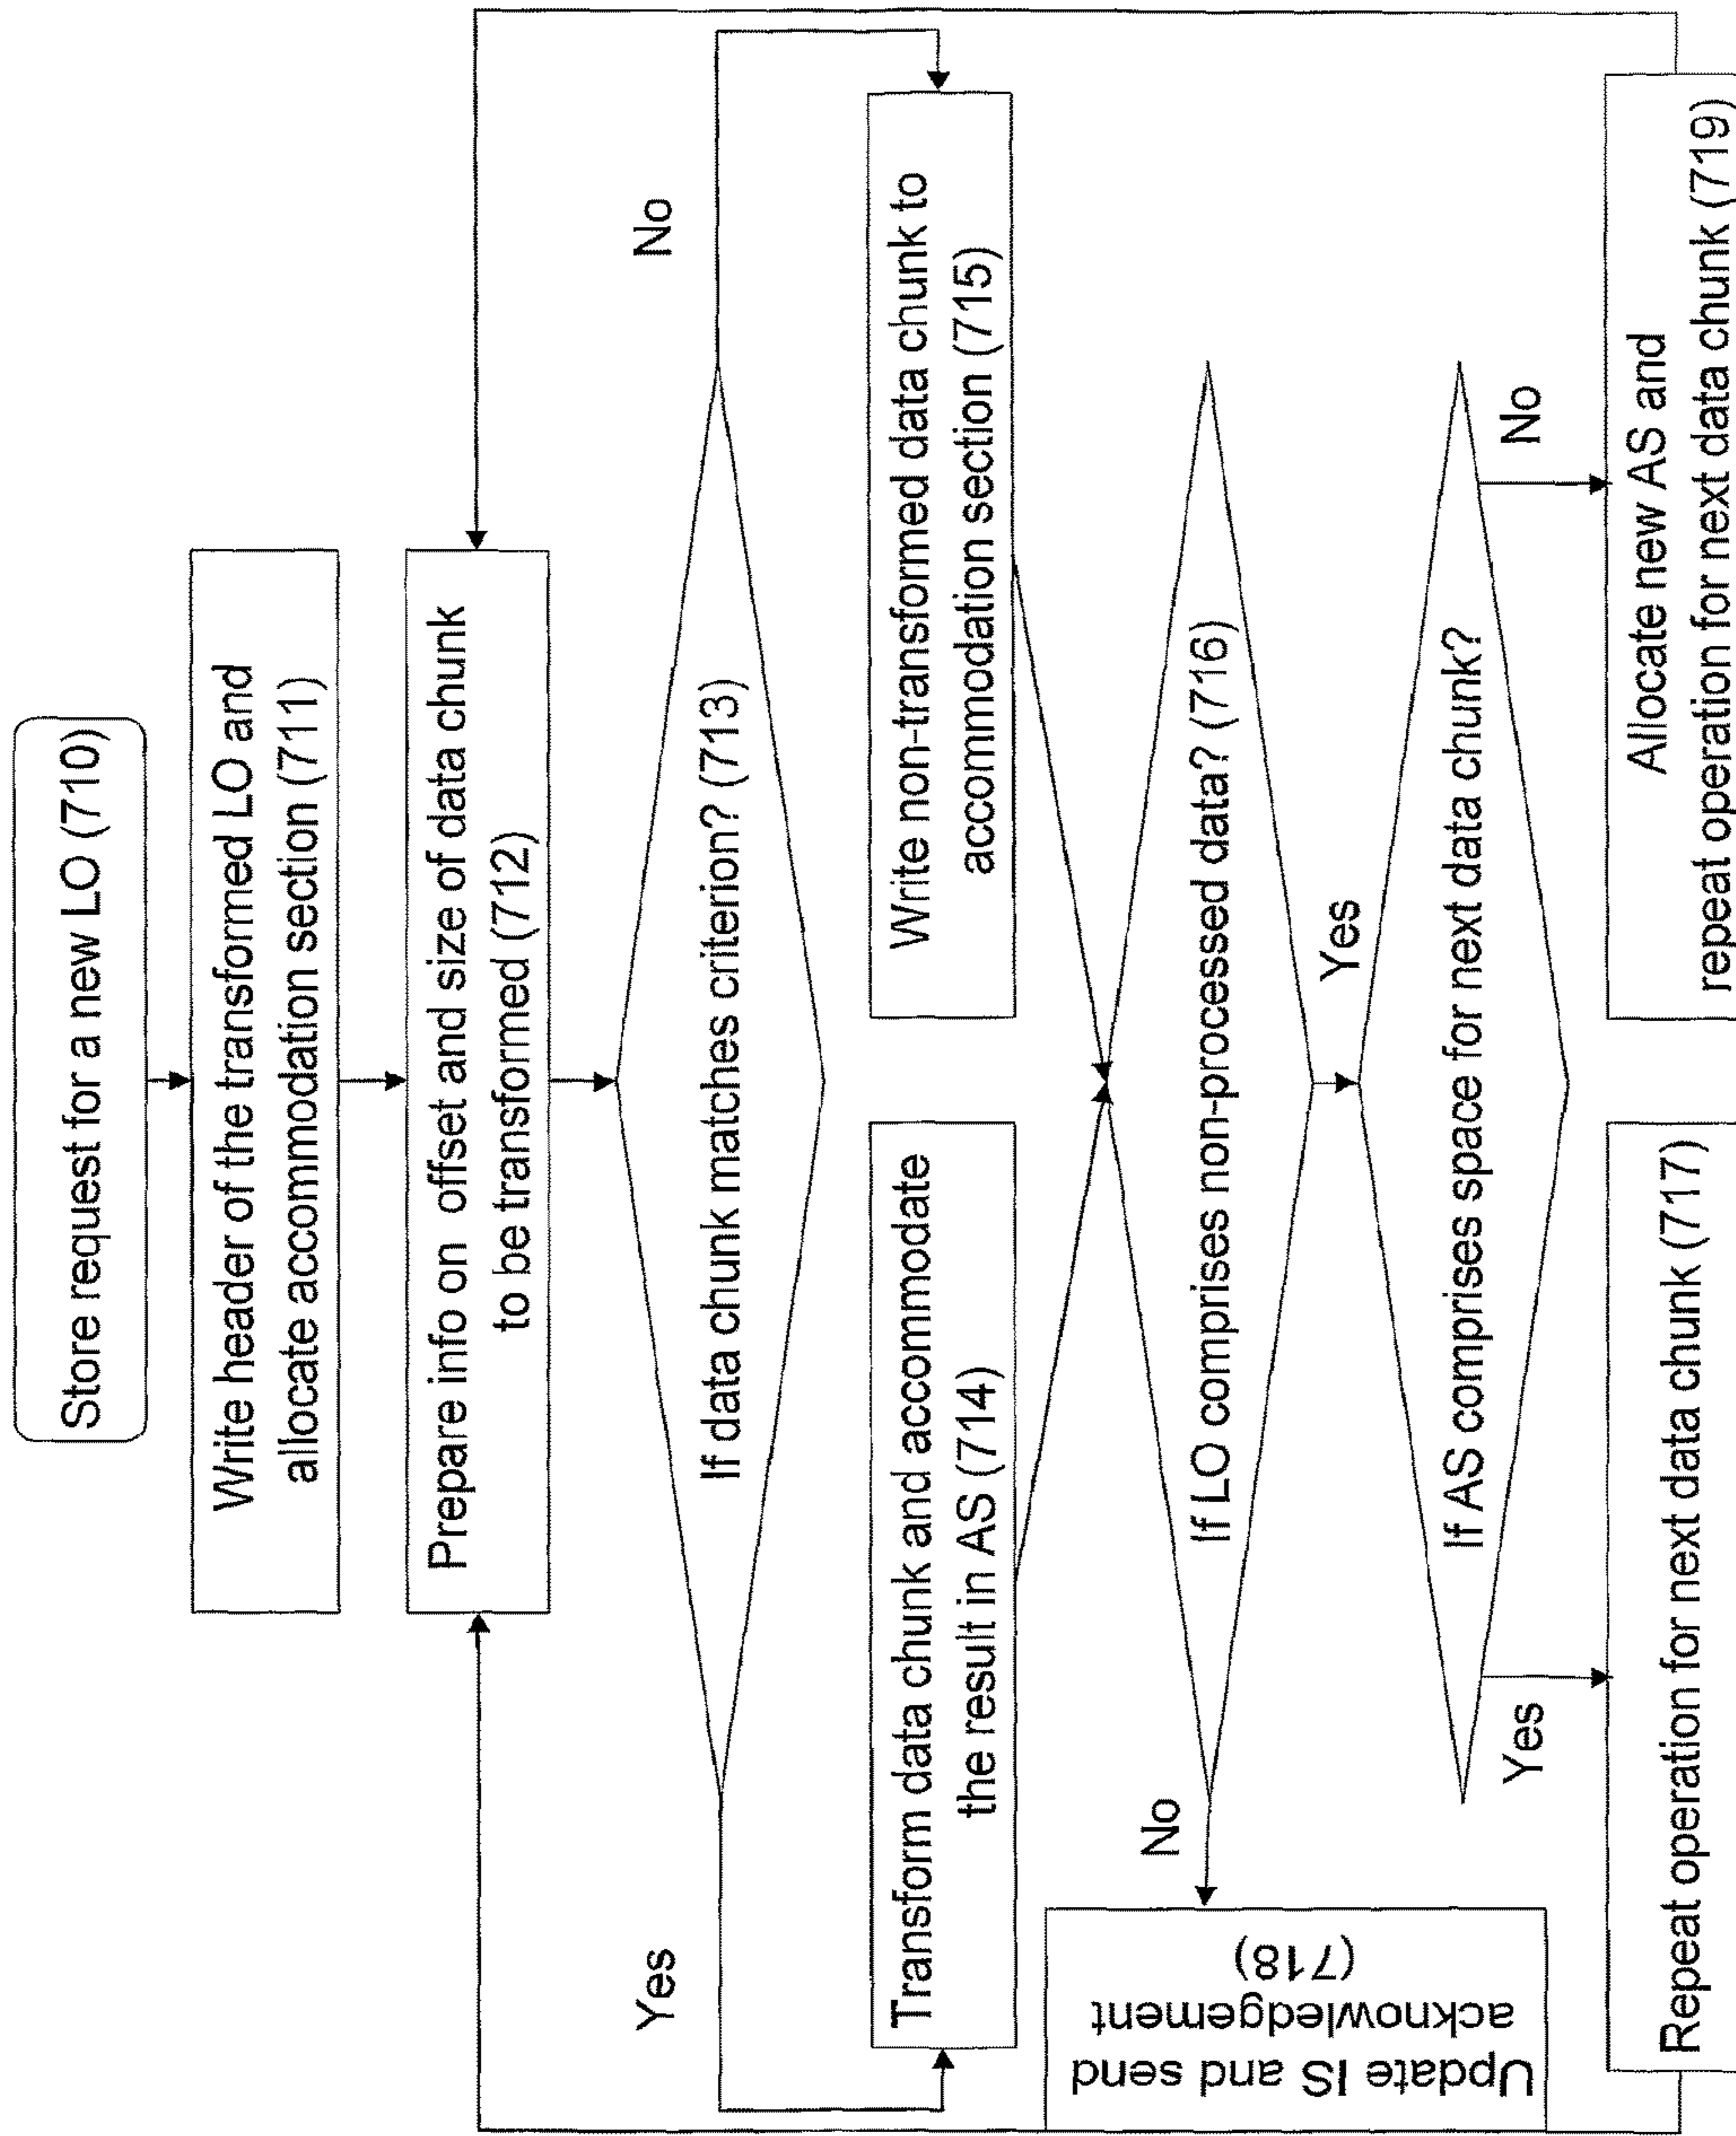 Store request for a new LO (710)
Write header of the transformed LO and
allocate accommodation section (711)
Prepare info on offset and size of data chunk
to be transformed (712)
If data chunk matches criterion? (713)
Yes
No
Transform data chunk and accommodate
the result in AS (714)
Write non-transformed data chunk to
accommodation section (715)
If LO comprises non-processed data? (716)
No
Update IS and send
acknowledgement
(718)
Yes
If AS comprises space for next data chunk?
Yes
No
Repeat operation for next data chunk (717)
Allocate new AS and
repeat operation for next data chunk (719)